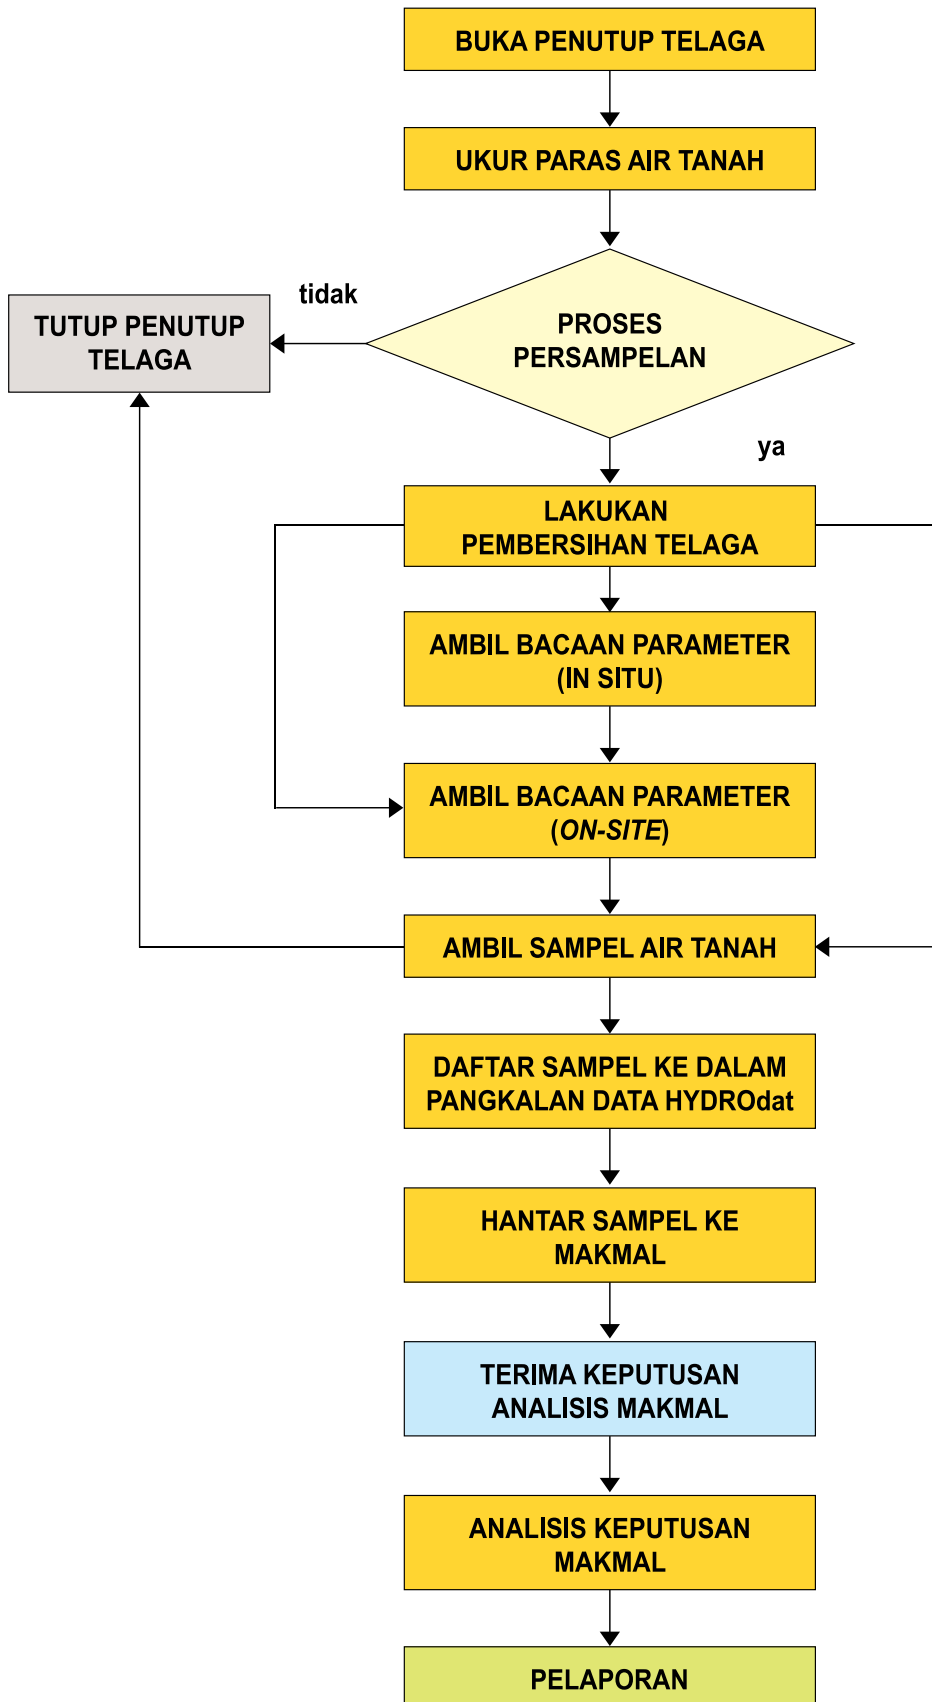 BUKA PENUTUP TELAGA
UKUR PARAS AIR TANAH
tidak
TUTUP PENUTUP
TELAGA
PROSES
PERSAMPELAN
ya
LAKUKAN
PEMBERSIHAN TELAGA
AMBIL BACAAN PARAMETER
(IN SITU)
AMBIL BACAAN PARAMETER
(ON-SITE)
AMBIL SAMPEL AIR TANAH
DAFTAR SAMPEL KE DALAM
PANGKALAN DATA HYDROdat
HANTAR SAMPEL KE
MAKMAL
TERIMA KEPUTUSAN
ANALISIS MAKMAL
ANALISIS KEPUTUSAN
MAKMAL
PELAPORAN